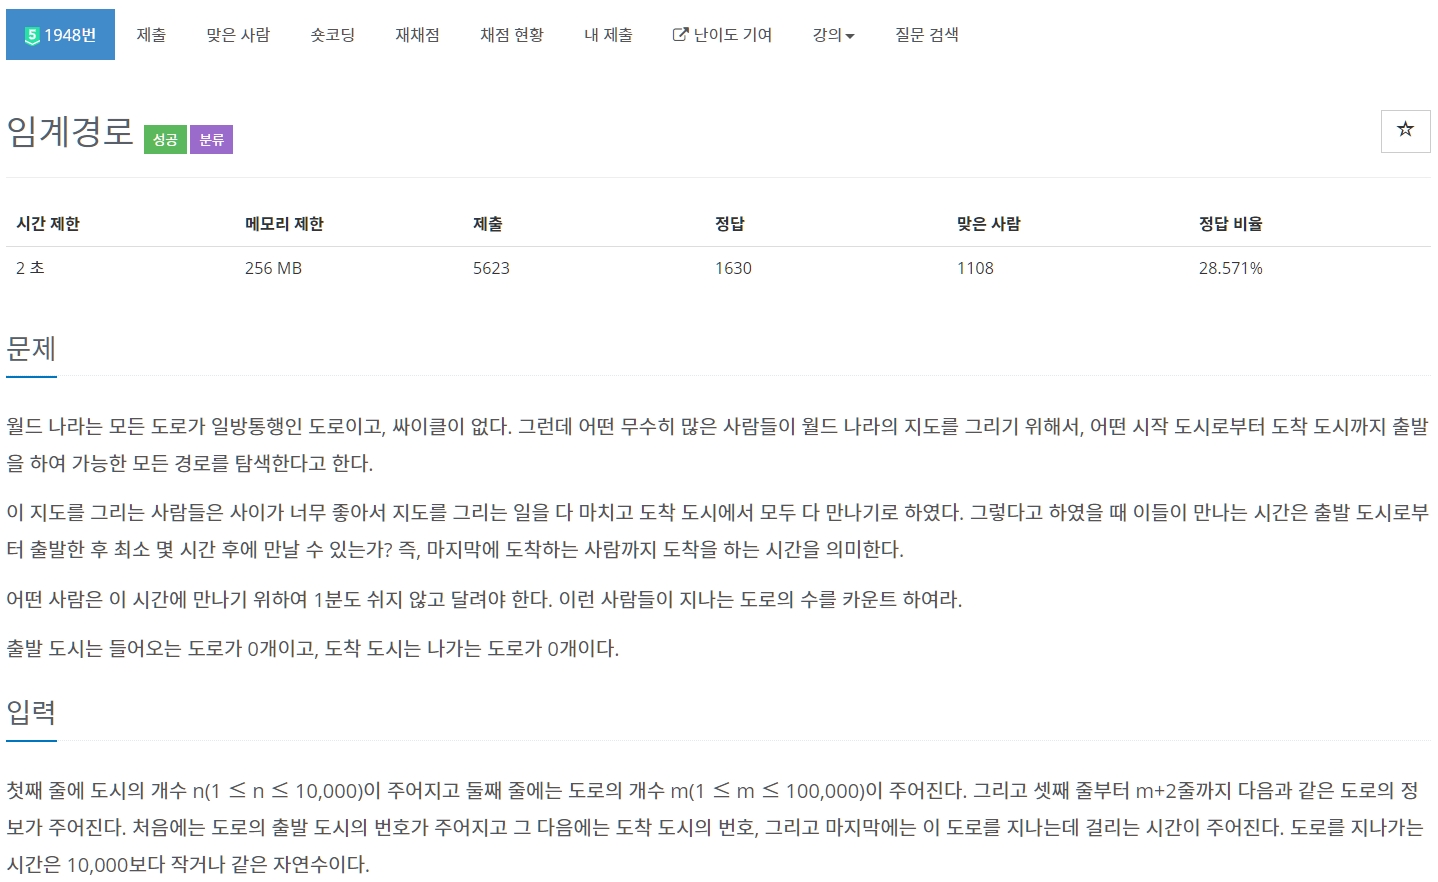 5 1948번 제출 맞은 사람 숏코딩 재채점 채점 현황 내 제출 난이도 기여 강의 질문 검색
임계경로 성공 분류
시간 제한 메모리 제한 제출 정답 맞은 사람 정답 비율
2 초 256 MB 5623 1630 1108 28.571%
문제
월드 나라는 모든 도로가 일방통행인 도로이고, 싸이클이 없다. 그런데 어떤 무수히 많은 사람들이 월드 나라의 지도를 그리기 위해서, 어떤 시작 도시로부터 도착 도시까지 출발
을 하여 가능한 모든 경로를 탐색한다고 한다.
이 지도를 그리는 사람들은 사이가 너무 좋아서 지도를 그리는 일을 다 마치고 도착 도시에서 모두 다 만나기로 하였다. 그렇다고 하였을 때 이들이 만나는 시간은 출발 도시로부
터 출발한 후 최소 몇 시간 후에 만날 수 있는가? 즉, 마지막에 도착하는 사람까지 도착을 하는 시간을 의미한다.
어떤 사람은 이 시간에 만나기 위하여 1분도 쉬지 않고 달려야 한다. 이런 사람들이 지나는 도로의 수를 카운트 하여라.
출발 도시는 들어오는 도로가 0개이고, 도착 도시는 나가는 도로가 0개이다.
입력
첫째 줄에 도시의 개수 n(1 ≤ n ≤ 10,000)이 주어지고 둘째 줄에는 도로의 개수 m(1 ≤ m ≤ 100,000)이 주어진다. 그리고 셋째 줄부터 m+2줄까지 다음과 같은 도로의 정
보가 주어진다. 처음에는 도로의 출발 도시의 번호가 주어지고 그 다음에는 도착 도시의 번호, 그리고 마지막에는 이 도로를 지나는데 걸리는 시간이 주어진다. 도로를 지나가는
시간은 10,000보다 작거나 같은 자연수이다.